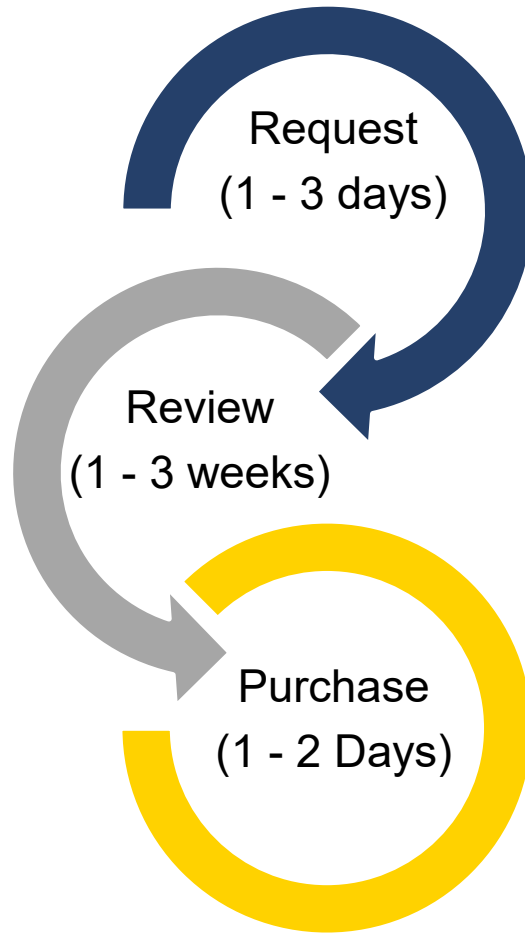 Request
(1 - 3 days)
Review
(1 - 3 weeks)
Purchase
(1 - 2 Days)